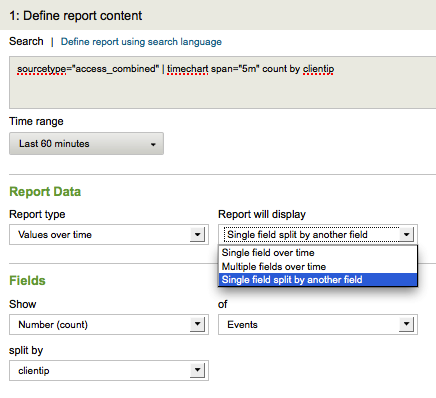 1: Define report content
Search | Define report using search language
sourcetype="access_combined" | timechart span="5m" count by clientip
Time range
Last 60 minutes
Report Data
Report type Report will display
Values over time Single field split by another field
Single field over time
Multiple fields over time
Single field split by another field
Fields
Show of
Number (count) Events
split by
clientip